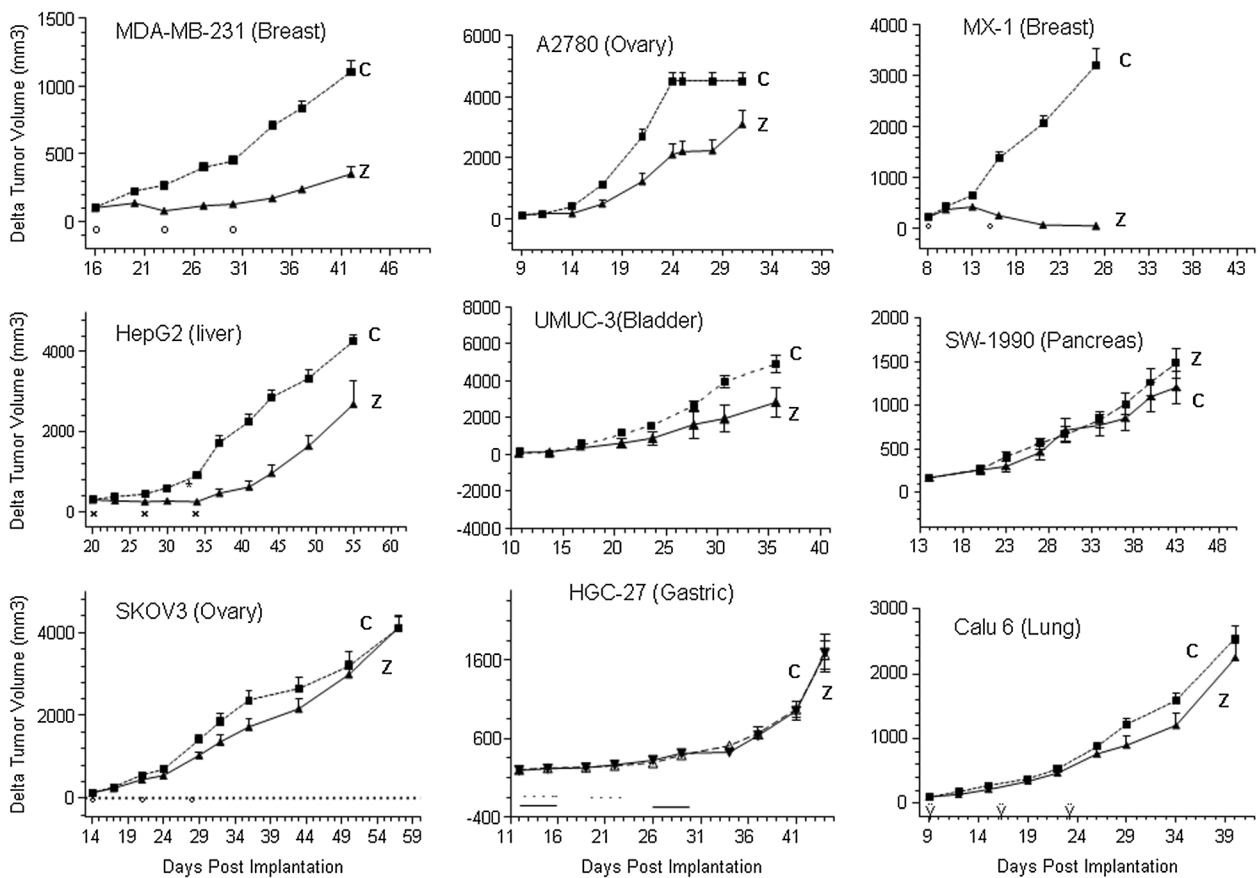 MDA-MB-231 (Breast)
Delta Tumor Volume (mm3)
1500
1000
500
0
C
Z
16 21 26 31 36 42 46
A2780 (Ovary)
6000
4000
2000
0
C
Z
9 14 19 24 29 34 39
MX-1 (Breast)
4000
3000
2000
1000
0
C
Z
8 13 18 23 28 33 38 43
HepG2 (liver)
Delta Tumor Volume (mm3)
4000
2000
0
C
Z
*
20 25 30 35 40 45 50 55 60
UMUC-3(Bladder)
8000
6000
4000
2000
0
-2000
-4000
C
Z
10 15 20 25 30 35 40
SW-1990 (Pancreas)
2000
1500
1000
500
0
Z
C
13 18 23 28 33 38 43 48
SKOV3 (Ovary)
Delta Tumor Volume (mm3)
4000
2000
0
C
Z
14 19 24 29 34 39 44 49 54 59
Days Post Implantation
HGC-27 (Gastric)
1600
600
-400
C
Z
11 16 21 26 31 36 41
Days Post Implantation
Calu 6 (Lung)
3000
2000
1000
0
C
Z
9 14 19 24 29 34 39
Days Post Implantation